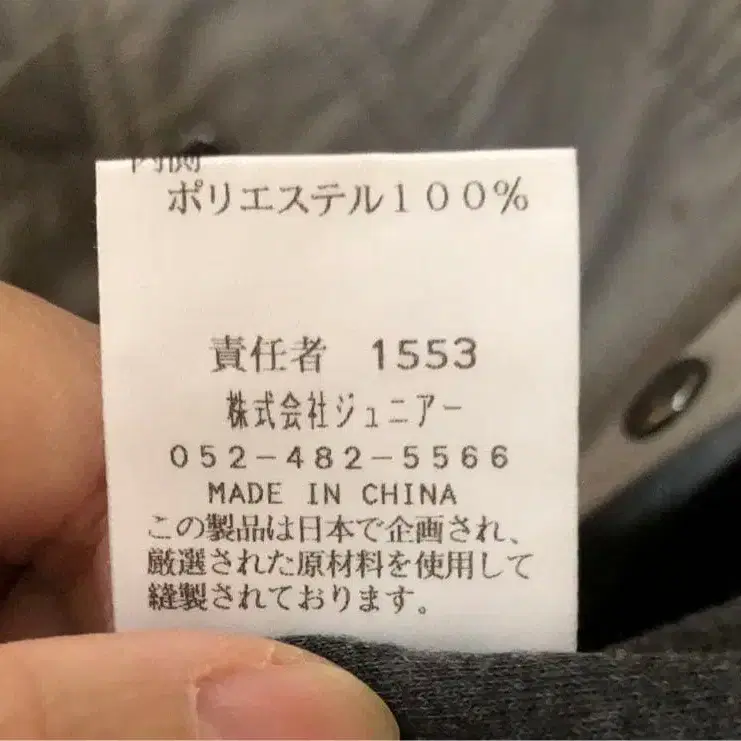 内側
ポリエステル１００％
責任者　1553
株式会社ジュニアー
０５２－４８２－５５６６
MADE IN CHINA
この製品は日本で企画され、
厳選された原材料を使用して
縫製されております。